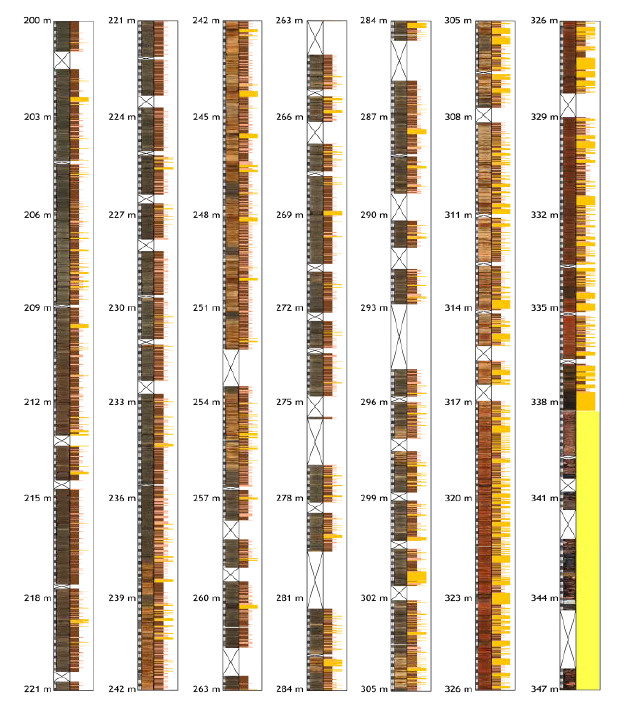 200 m 221 m 242 m 263 m 284 m 305 m 326 m
203 m 224 m 245 m 266 m 287 m 308 m 329 m
206 m 227 m 248 m 269 m 290 m 311 m 332 m
209 m 230 m 251 m 272 m 293 m 314 m 335 m
212 m 233 m 254 m 275 m 296 m 317 m 338 m
215 m 236 m 257 m 278 m 299 m 320 m 341 m
218 m 239 m 260 m 281 m 302 m 323 m 344 m
221 m 242 m 263 m 284 m 305 m 326 m 347 m